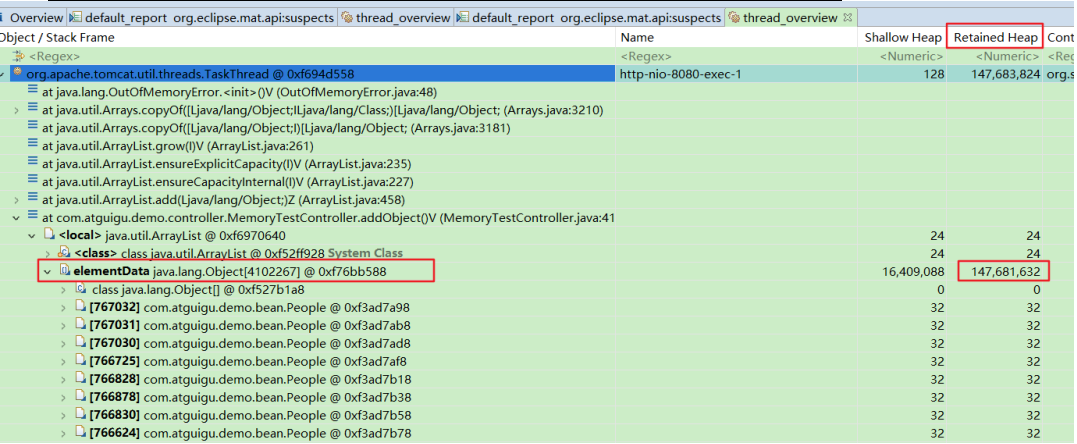 Overview default_report org.eclipse.mat.api:suspects thread_overview default_report org.eclipse.mat.api:suspects thread_overview
Object / Stack Frame Name Shallow Heap Retained Heap Cont
<Regex> <Regex> <Numeric> <Numeric> <Re
org.apache.tomcat.util.threads.TaskThread @ 0xf694d558 http-nio-8080-exec-1 128 147,683,824 org.s
at java.lang.OutOfMemoryError.<init>()V (OutOfMemoryError.java:48)
at java.util.Arrays.copyOf([Ljava/lang/Object;ILjava/lang/Class;)[Ljava/lang/Object; (Arrays.java:3210)
at java.util.Arrays.copyOf([Ljava/lang/Object;I)[Ljava/lang/Object; (Arrays.java:3181)
at java.util.ArrayList.grow(I)V (ArrayList.java:261)
at java.util.ArrayList.ensureExplicitCapacity(I)V (ArrayList.java:235)
at java.util.ArrayList.ensureCapacityInternal(I)V (ArrayList.java:227)
at java.util.ArrayList.add(Ljava/lang/Object;)Z (ArrayList.java:458)
at com.atguigu.demo.controller.MemoryTestController.addObject()V (MemoryTestController.java:41
<local> java.util.ArrayList @ 0xf6970640 24 24
<class> class java.util.ArrayList @ 0xf52ff928 System Class 24 24
elementData java.lang.Object[4102267] @ 0xf76bb588 16,409,088 147,681,632
class java.lang.Object[] @ 0xf527b1a8 0 0
[767032] com.atguigu.demo.bean.People @ 0xf3ad7a98 32 32
[767031] com.atguigu.demo.bean.People @ 0xf3ad7ab8 32 32
[767030] com.atguigu.demo.bean.People @ 0xf3ad7ad8 32 32
[766725] com.atguigu.demo.bean.People @ 0xf3ad7af8 32 32
[766828] com.atguigu.demo.bean.People @ 0xf3ad7b18 32 32
[766878] com.atguigu.demo.bean.People @ 0xf3ad7b38 32 32
[766830] com.atguigu.demo.bean.People @ 0xf3ad7b58 32 32
[766624] com.atguigu.demo.bean.People @ 0xf3ad7b78 32 32